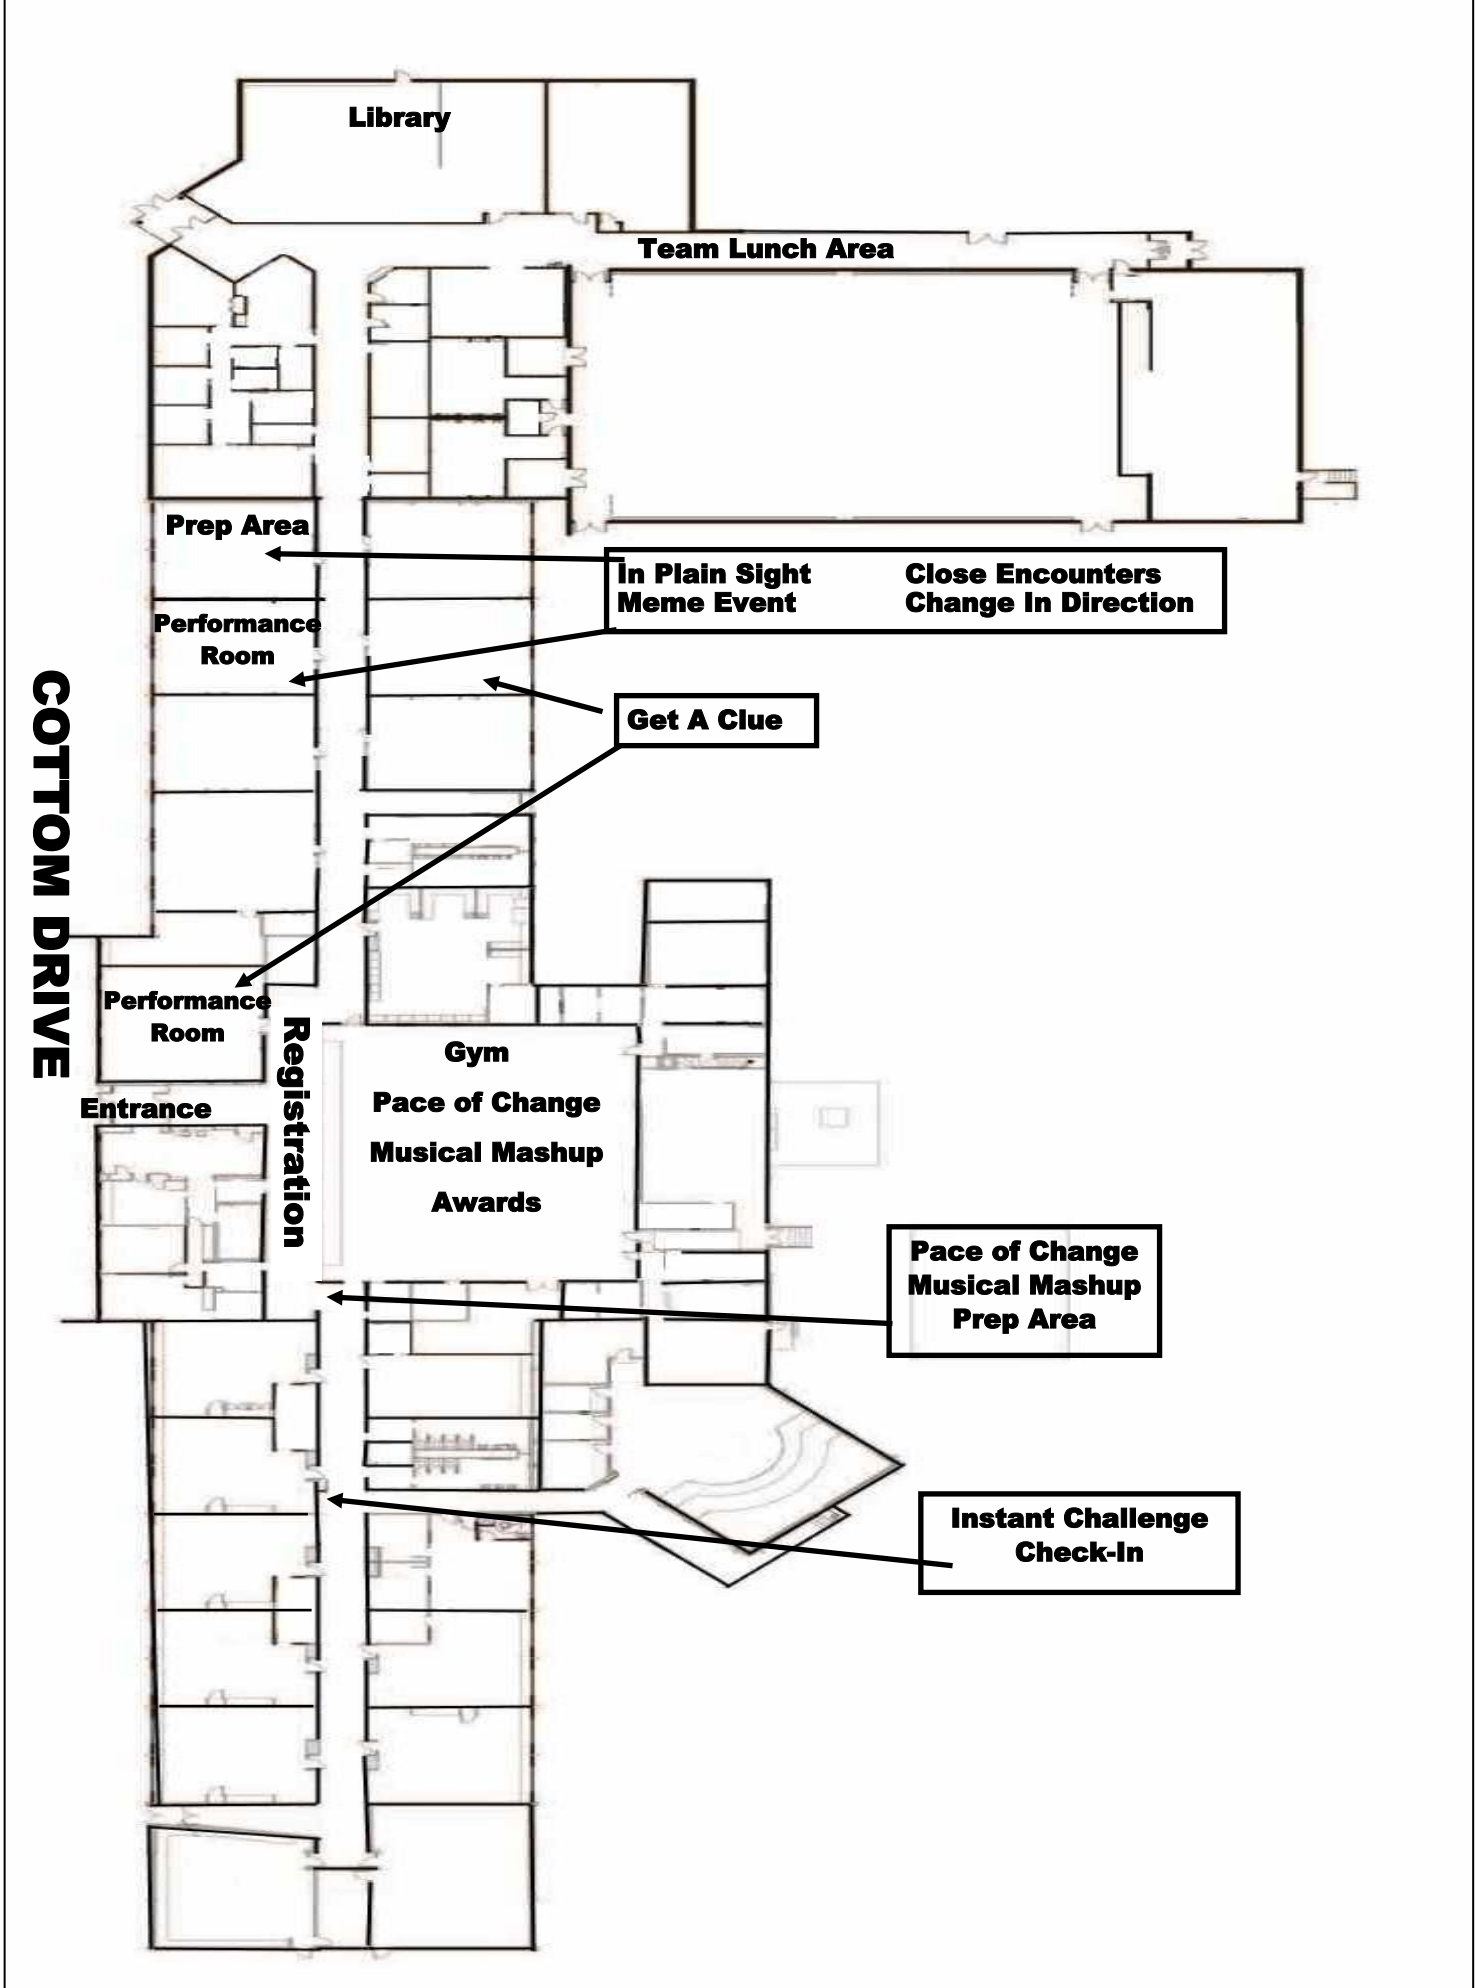 Library
Team Lunch Area
Prep Area
In Plain Sight Close Encounters
Meme Event Change In Direction
Performance
Room
Get A Clue
COTTOM DRIVE
Performance
Room
Entrance
Registration
Gym
Pace of Change
Musical Mashup
Awards
Pace of Change
Musical Mashup
Prep Area
Instant Challenge
Check-In